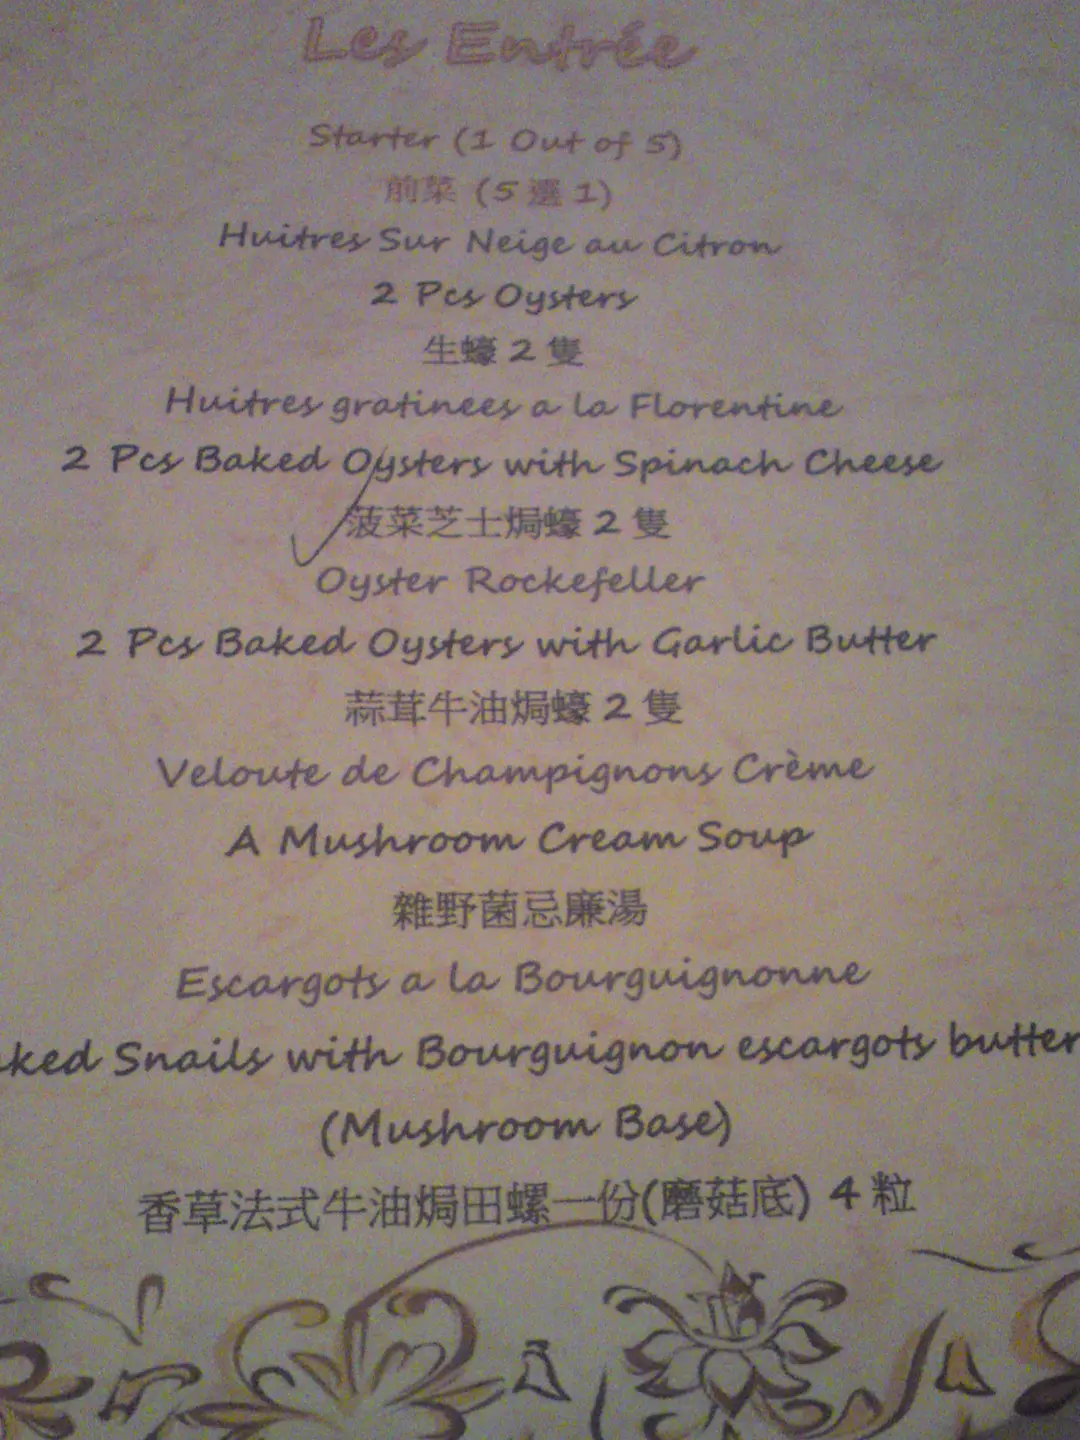 Les Entrée
Starter (1 Out of 5)
前菜 (5 選 1)
Huitres Sur Neige au Citron
2 Pcs Oysters
生蠔 2 隻
Huitres gratinees a la Florentine
2 Pcs Baked Oysters with Spinach Cheese
菠菜芝士焗蠔 2 隻
Oyster Rockefeller
2 Pcs Baked Oysters with Garlic Butter
蒜茸牛油焗蠔 2 隻
Veloute de Champignons Crème
A Mushroom Cream Soup
雜野菌忌廉湯
Escargots a la Bourguignonne
ked Snails with Bourguignon escargots butter
(Mushroom Base)
香草法式牛油焗田螺一份(磨菇底) 4 粒